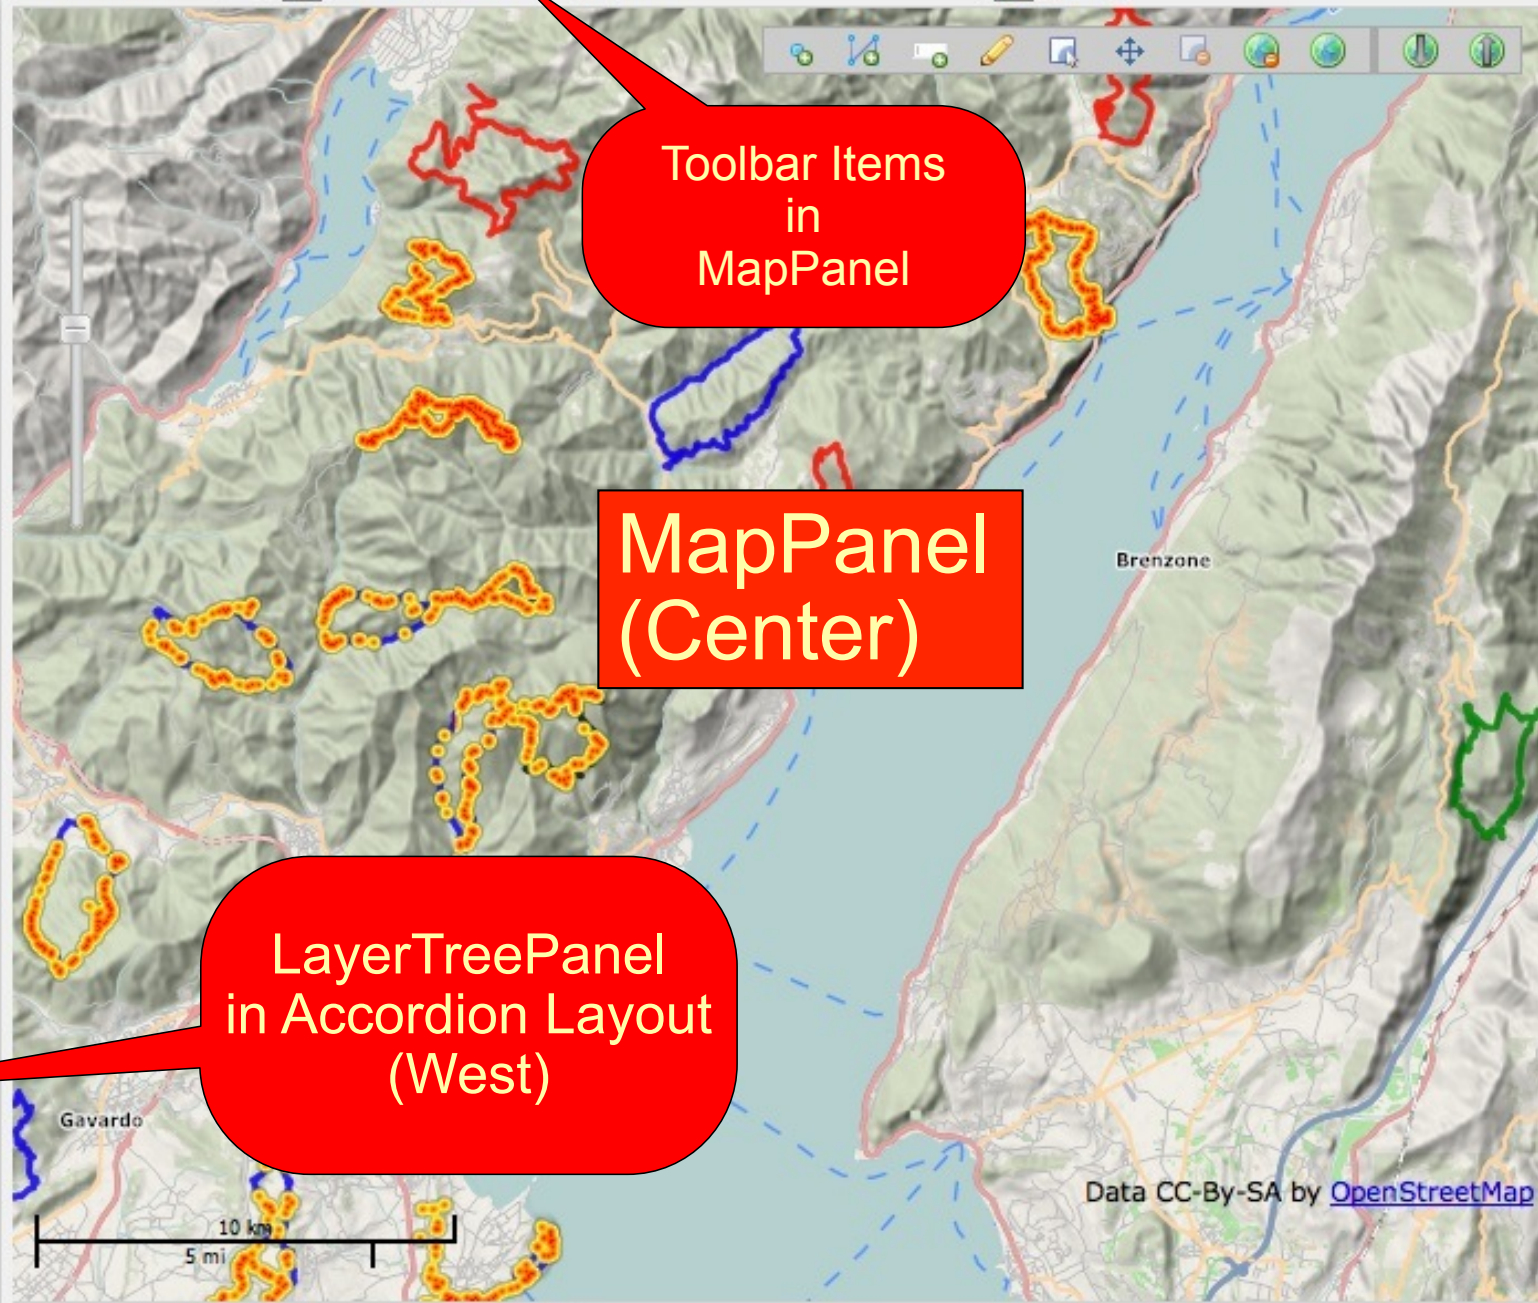 Toolbar Items
in
MapPanel
MapPanel
(Center)
Brenzone
LayerTreePanel
in Accordion Layout
(West)
Gavardo
Data CC-By-SA by OpenStreetMap
10 km
5 mi